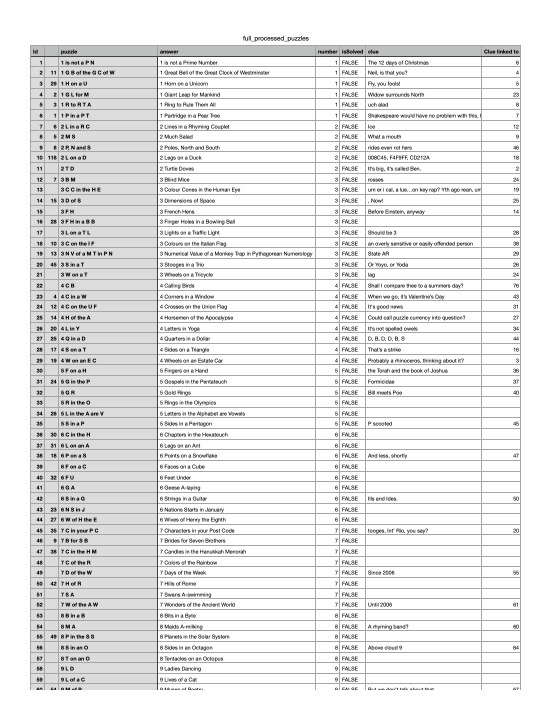 full_processed_puzzles
Id puzzle answer number isSolved clue Clue linked to
1 1 is not a P N 1 is not a Prime Number 1 FALSE The 12 days of Christmas 6
2 11 1 G B of the G C of W 1 Great Bell of the Great Clock of Westminster 1 FALSE Neil, is that you? 4
3 29 1 H on a U 1 Horn on a Unicorn 1 FALSE Fly, you fools! 5
4 2 1 G L for M 1 Giant Leap for Mankind 1 FALSE Widow surrounds North 23
5 3 1 R to R T A 1 Ring to Rule Them All 1 FALSE uch alad 8
6 1 1 P in a P T 1 Partridge in a Pear Tree 1 FALSE Shakespeare would have no problem with this, 7
7 6 2 L in a R C 2 Lines in a Rhyming Couplet 2 FALSE Ice 12
8 5 2 M S 2 Much Salad 2 FALSE What a mouth 9
9 8 2 P, N and S 2 Poles, North and South 2 FALSE rides even not here 46
10 118 2 L on a D 2 Lags on a Duck 2 FALSE 008C45, F4F9FF, CD212A 18
11 2 T D 2 Turtle Doves 2 FALSE It's big, it's called Ben. 2
12 7 3 B M 3 Blind Mice 3 FALSE rosses 24
13 3 C C in the H E 3 Colour Cones in the Human Eye 3 FALSE um er i cat, a lue...on key rap? Yth ago rean, um 19
14 15 3 D of S 3 Dimensions of Space 3 FALSE , Now! 25
15 3 F H 3 French Hens 3 FALSE Before Einstein, anyway 14
16 28 3 F H in a B B 3 Finger Holes in a Bowling Ball 3 FALSE
17 3 L on a T L 3 Lights on a Traffic Light 3 FALSE Should be 3 28
18 10 3 C on the I F 3 Colours on the Italian Flag 3 FALSE an overly sensitive or easily offended person 38
19 13 3 N V of a M T in P N 3 Numerical Value of a Monkey Trap in Pythagorean Numerology 3 FALSE State AR 29
20 45 3 S in a T 3 Stooges in a Trio 3 FALSE Or Yoyo, or Yoda 26
21 3 W on a T 3 Wheels on a Tricycle 3 FALSE lag 24
22 4 C B 4 Calling Birds 4 FALSE Shall I compare thee to a summers day? 76
23 4 4 C in a W 4 Corners in a Window 4 FALSE When we go, it's Valentine's Day 43
24 12 4 C on the U F 4 Crosses on the Union Flag 4 FALSE It's good news 31
25 14 4 H of the A 4 Horsemen of the Apocalypse 4 FALSE Could call puzzle currency into question? 27
26 20 4 L in Y 4 Letters in Yoga 4 FALSE It's not spelled owels 34
27 25 4 Q in a D 4 Quarters in a Dollar 4 FALSE D, B, D, D, B, S 44
28 17 4 S on a T 4 Sides on a Triangle 4 FALSE That's a strike 16
29 19 4 W on an E C 4 Wheels on an Estate Car 4 FALSE Probably a rhinoceros, thinking about it? 3
30 5 F on a H 5 Fingers on a Hand 5 FALSE the Torah and the book of Joshua 36
31 24 5 G in the P 5 Gospels in the Pentateuch 5 FALSE Formicidae 37
32 5 G R 5 Gold Rings 5 FALSE Bill meets Poe 40
33 5 R in the O 5 Rings in the Olympics 5 FALSE
34 26 5 L in the A are V 5 Letters in the Alphabet are Vowels 5 FALSE
35 5 S in a P 5 Sides in a Pentagon 5 FALSE P scooted 45
36 30 6 C in the H 6 Chapters in the Hexateuch 6 FALSE
37 31 6 L on an A 6 Legs on an Ant 6 FALSE
38 18 6 P on a S 6 Points on a Snowflake 6 FALSE And less, shortly 47
39 6 F on a C 6 Faces on a Cube 6 FALSE
40 32 6 F U 6 Feet Under 6 FALSE
41 6 G A 6 Geese A-laying 6 FALSE
42 6 S in a G 6 Strings in a Guitar 6 FALSE Ills and Ides. 50
43 23 6 N S in J 6 Nations Starts in January 6 FALSE
44 27 6 W of H the E 6 Wives of Henry the Eighth 6 FALSE
45 35 7 C in your P C 7 Characters in your Post Code 7 FALSE tooges, Int' Rio, you say? 20
46 9 7 B for S B 7 Brides for Seven Brothers 7 FALSE
47 38 7 C in the H M 7 Candles in the Hanukkah Menorah 7 FALSE
48 7 C of the R 7 Colors of the Rainbow 7 FALSE
49 7 D of the W 7 Days of the Week 7 FALSE Since 2006 55
50 42 7 H of R 7 Hills of Rome 7 FALSE
51 7 S A 7 Swans A-swimming 7 FALSE
52 7 W of the A W 7 Wonders of the Ancient World 7 FALSE Until 2006 61
53 8 B in a B 8 Bits in a Byte 8 FALSE
54 8 M A 8 Maids A-milking 8 FALSE A rhyming band? 60
55 49 8 P in the S S 8 Planets in the Solar System 8 FALSE
56 8 S in an O 8 Sides in an Octagon 8 FALSE Above cloud 9 64
57 8 T on an O 8 Tentacles on an Octopus 8 FALSE
58 9 L D 9 Ladies Dancing 9 FALSE
59 9 L of a C 9 Lives of a Cat 9 FALSE
60 54 9 M of P 9 Muses of Poetry 9 FALSE But we don't talk about that 67